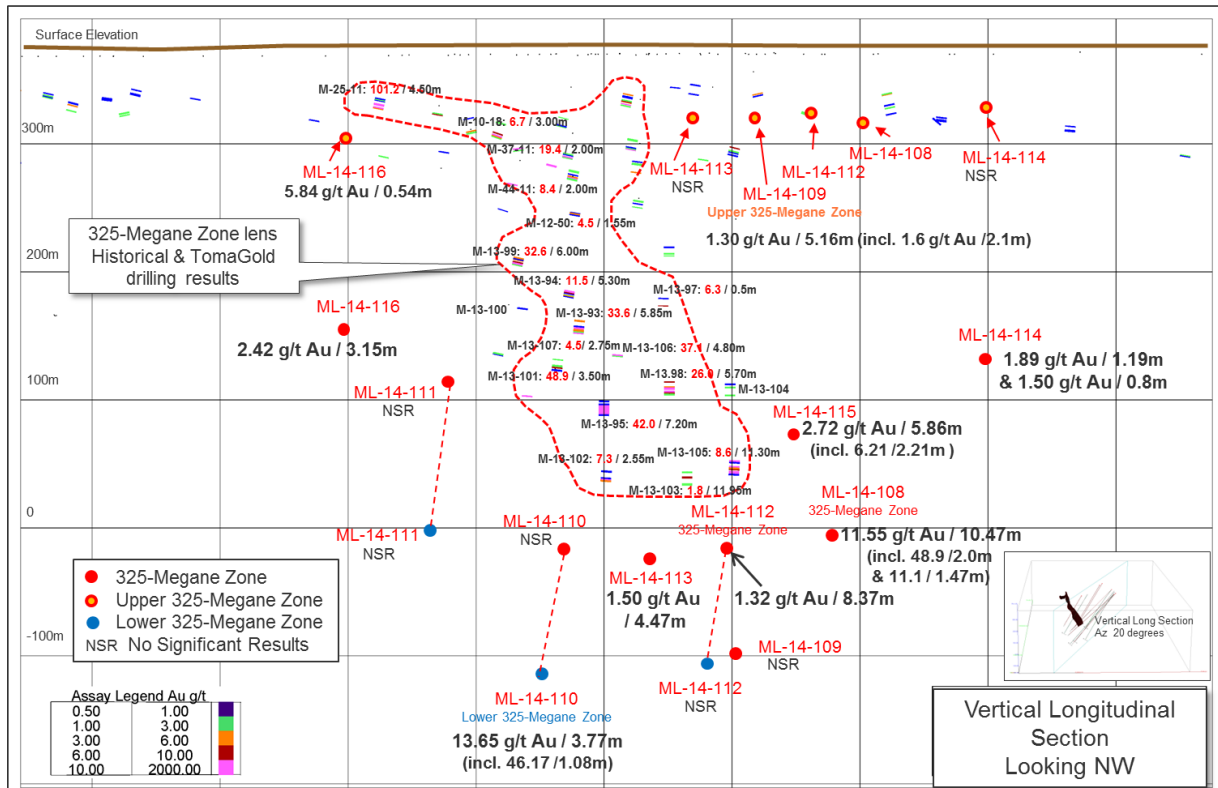 Surface Elevation
M-25-11: 101.2 / 4.50m
M-10-18: 6.7 / 3.00m
300m
ML-14-116
5.84 g/t Au / 0.54m
M-37-11: 19.4 / 2.00m
M-44-11: 8.4 / 2.00m
ML-14-113
NSR
ML-14-109
Upper 325-Megane Zone
1.30 g/t Au / 5.16m (incl. 1.6 g/t Au /2.1m)
ML-14-112
ML-14-108
ML-14-114
NSR
M-12-50: 4.5 / 1.55m
325-Megane Zone lens
Historical & TomaGold
drilling results
M-13-99: 32.6 / 6.00m
200m
M-13-94: 11.5 / 5.30m
M-13-97: 6.3 / 0.5m
M-13-100
M-13-93: 33.6 / 5.85m
ML-14-116
2.42 g/t Au / 3.15m
M-13-107: 4.5/ 2.75m
M-13-106: 37.1 / 4.80m
ML-14-114
1.89 g/t Au / 1.19m
& 1.50 g/t Au / 0.8m
M-13-101: 48.9 / 3.50m
M-13.98: 26.0 / 5.70m
M-13-104
100m
ML-14-111
NSR
M-13-95: 42.0 / 7.20m
ML-14-115
2.72 g/t Au / 5.86m
(incl. 6.21 /2.21m )
M-13-102: 7.3 / 2.55m
M-13-105: 8.6 / 11.30m
M-13-103: 1.8 / 11.95m
0
ML-14-111
NSR
ML-14-110
NSR
ML-14-112
325-Megane Zone
1.32 g/t Au / 8.37m
ML-14-108
325-Megane Zone
11.55 g/t Au / 10.47m
(incl. 48.9 /2.0m
& 11.1 / 1.47m)
ML-14-113
1.50 g/t Au
/ 4.47m
325-Megane Zone
Upper 325-Megane Zone
Lower 325-Megane Zone
NSR No Significant Results
-100m
ML-14-109
NSR
ML-14-112
NSR
ML-14-110
Lower 325-Megane Zone
13.65 g/t Au / 3.77m
(incl. 46.17 /1.08m)
Vertical Long Section
Az 20 degrees
Assay Legend Au g/t
0.50 1.00
1.00 3.00
3.00 6.00
6.00 10.00
10.00 2000.00
Vertical Longitudinal
Section
Looking NW